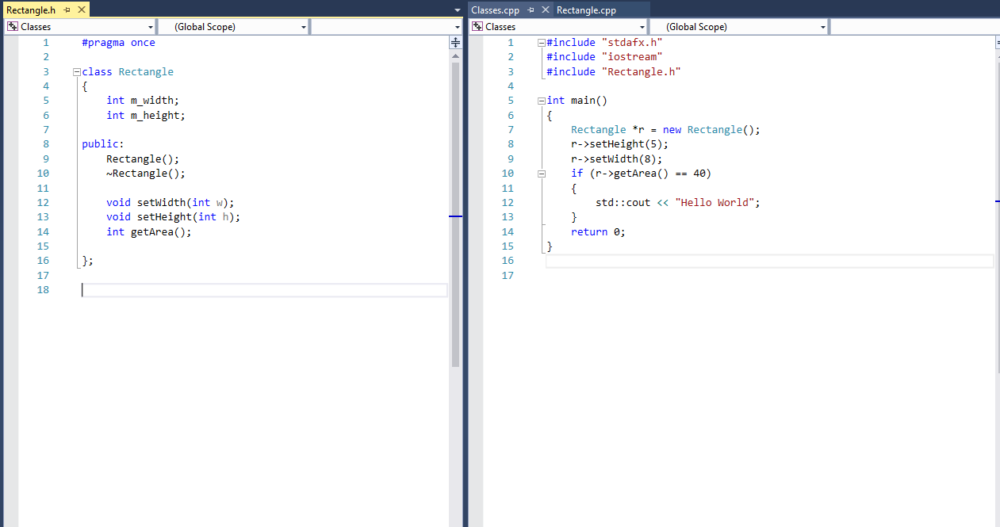 Rectangle.h
Classes
(Global Scope)
1 #pragma once
2
3 class Rectangle
4 {
5     int m_width;
6     int m_height;
7
8 public:
9     Rectangle();
10     ~Rectangle();
11
12     void setWidth(int w);
13     void setHeight(int h);
14     int getArea();
15
16 };
17
18
Classes.cpp
Rectangle.cpp
Classes
(Global Scope)
1 #include "stdafx.h"
2 #include "iostream"
3 #include "Rectangle.h"
4
5 int main()
6 {
7     Rectangle *r = new Rectangle();
8     r->setHeight(5);
9     r->setWidth(8);
10     if (r->getArea() == 40)
11     {
12         std::cout << "Hello World";
13     }
14     return 0;
15 }
16
17